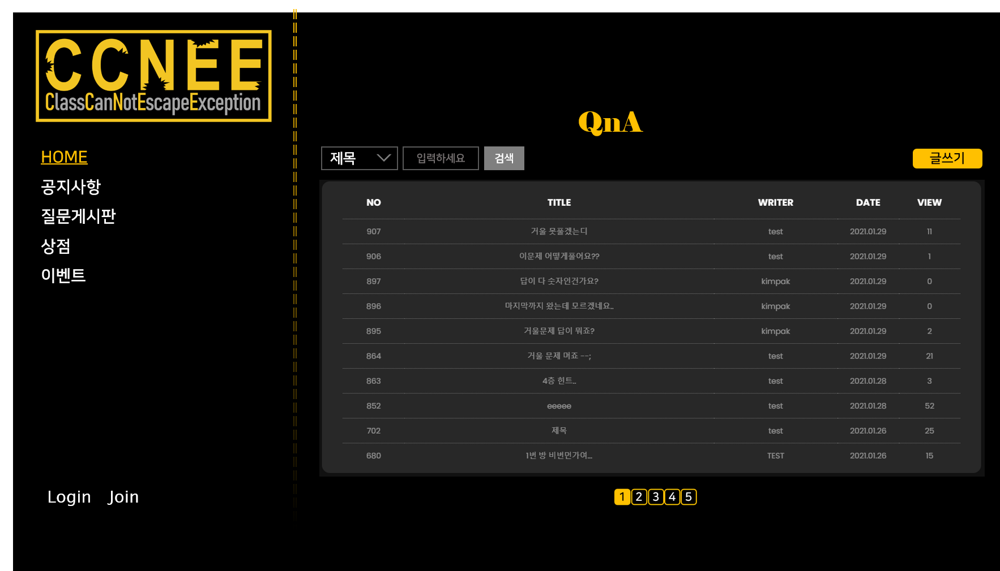 CCNEE
ClassCanNotEscapeException
HOME
공지사항
질문게시판
상점
이벤트
Login Join
QnA
제목 입력하세요 검색 글쓰기
NO TITLE WRITER DATE VIEW
907 거울 못풀겠는디 test 2021.01.29 11
906 이문제 어떻게풀어요?? test 2021.01.29 1
897 답이 다 숫자인건가요? kimpak 2021.01.29 0
896 마지막까지 왔는데 모르겠네요.. kimpak 2021.01.29 0
895 거울문제 답이 뭐죠? kimpak 2021.01.29 2
864 거울 문제 머죠 --; test 2021.01.29 21
863 4층 힌트.. test 2021.01.28 3
852 eeeee test 2021.01.28 52
702 제목 test 2021.01.26 25
680 1번 방 비번먼가여... TEST 2021.01.26 15
1 2 3 4 5